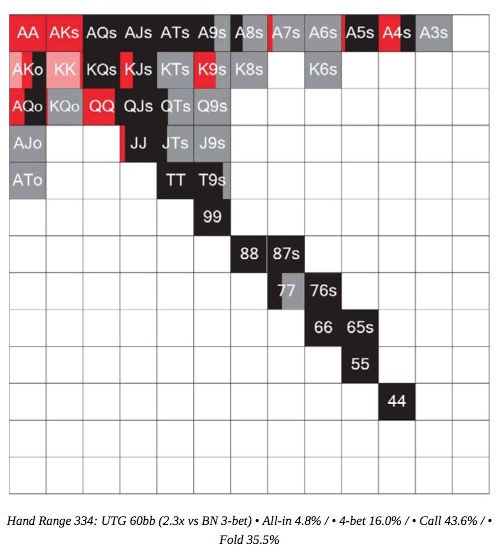 AA AKs AQs AJs ATs A9s A8s A7s A6s A5s A4s A3s
AKo KK KQs KJs KTs K9s K8s K6s
AQo KQo QQ QJs QTs Q9s
AJo JJ JTs J9s
ATo TT T9s
99
88 87s
77 76s
66 65s
55
44
Hand Range 334: UTG 60bb (2.3x vs BN 3-bet) • All-in 4.8% / • 4-bet 16.0% / • Call 43.6% / •
Fold 35.5%